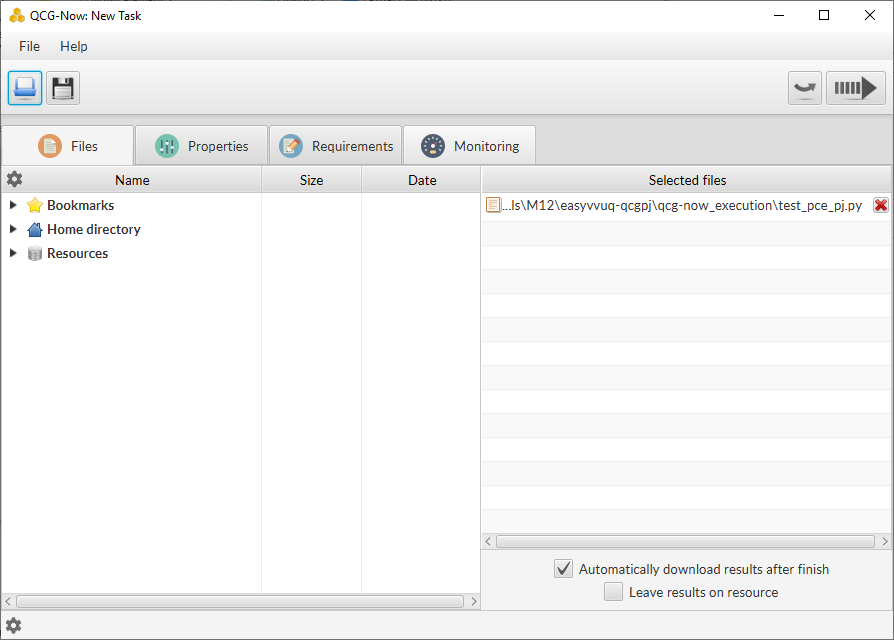 QCG-Now: New Task
File Help
Files Properties Requirements Monitoring
Name Size Date Selected files
Bookmarks ...ls\M12\easyvvuq-qcgpj\qcg-now_execution\test_pce_pj.py
Home directory
Resources
Automatically download results after finish
Leave results on resource